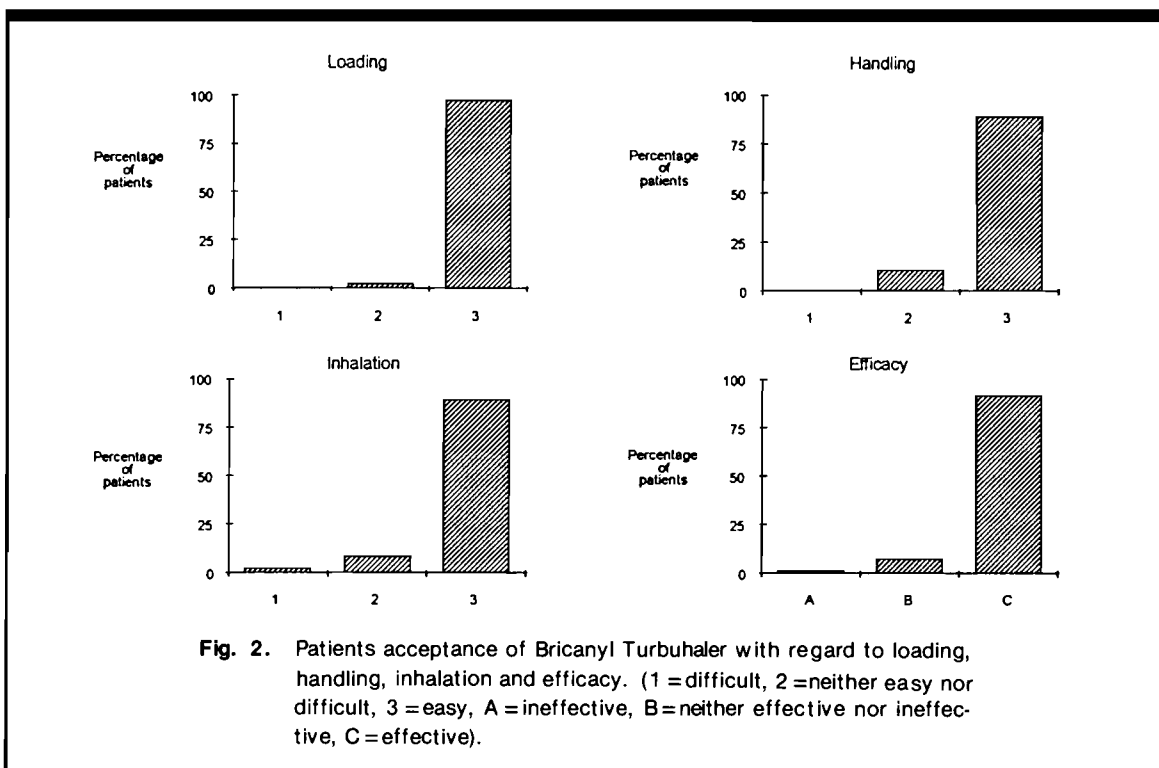 Loading
100
75
Percentage
of
patients
50
25
0
1 2 3
Handling
100
75
Percentage
of
patients
50
25
0
1 2 3
Inhalation
100
75
Percentage
of
patients
50
25
0
1 2 3
Efficacy
100
75
Percentage
of
patients
50
25
0
A B C
Fig. 2. Patients acceptance of Bricanyl Turbuhaler with regard to loading,
handling, inhalation and efficacy. (1 = difficult, 2 = neither easy nor
difficult, 3 = easy, A = ineffective, B = neither effective nor ineffec-
tive, C = effective).